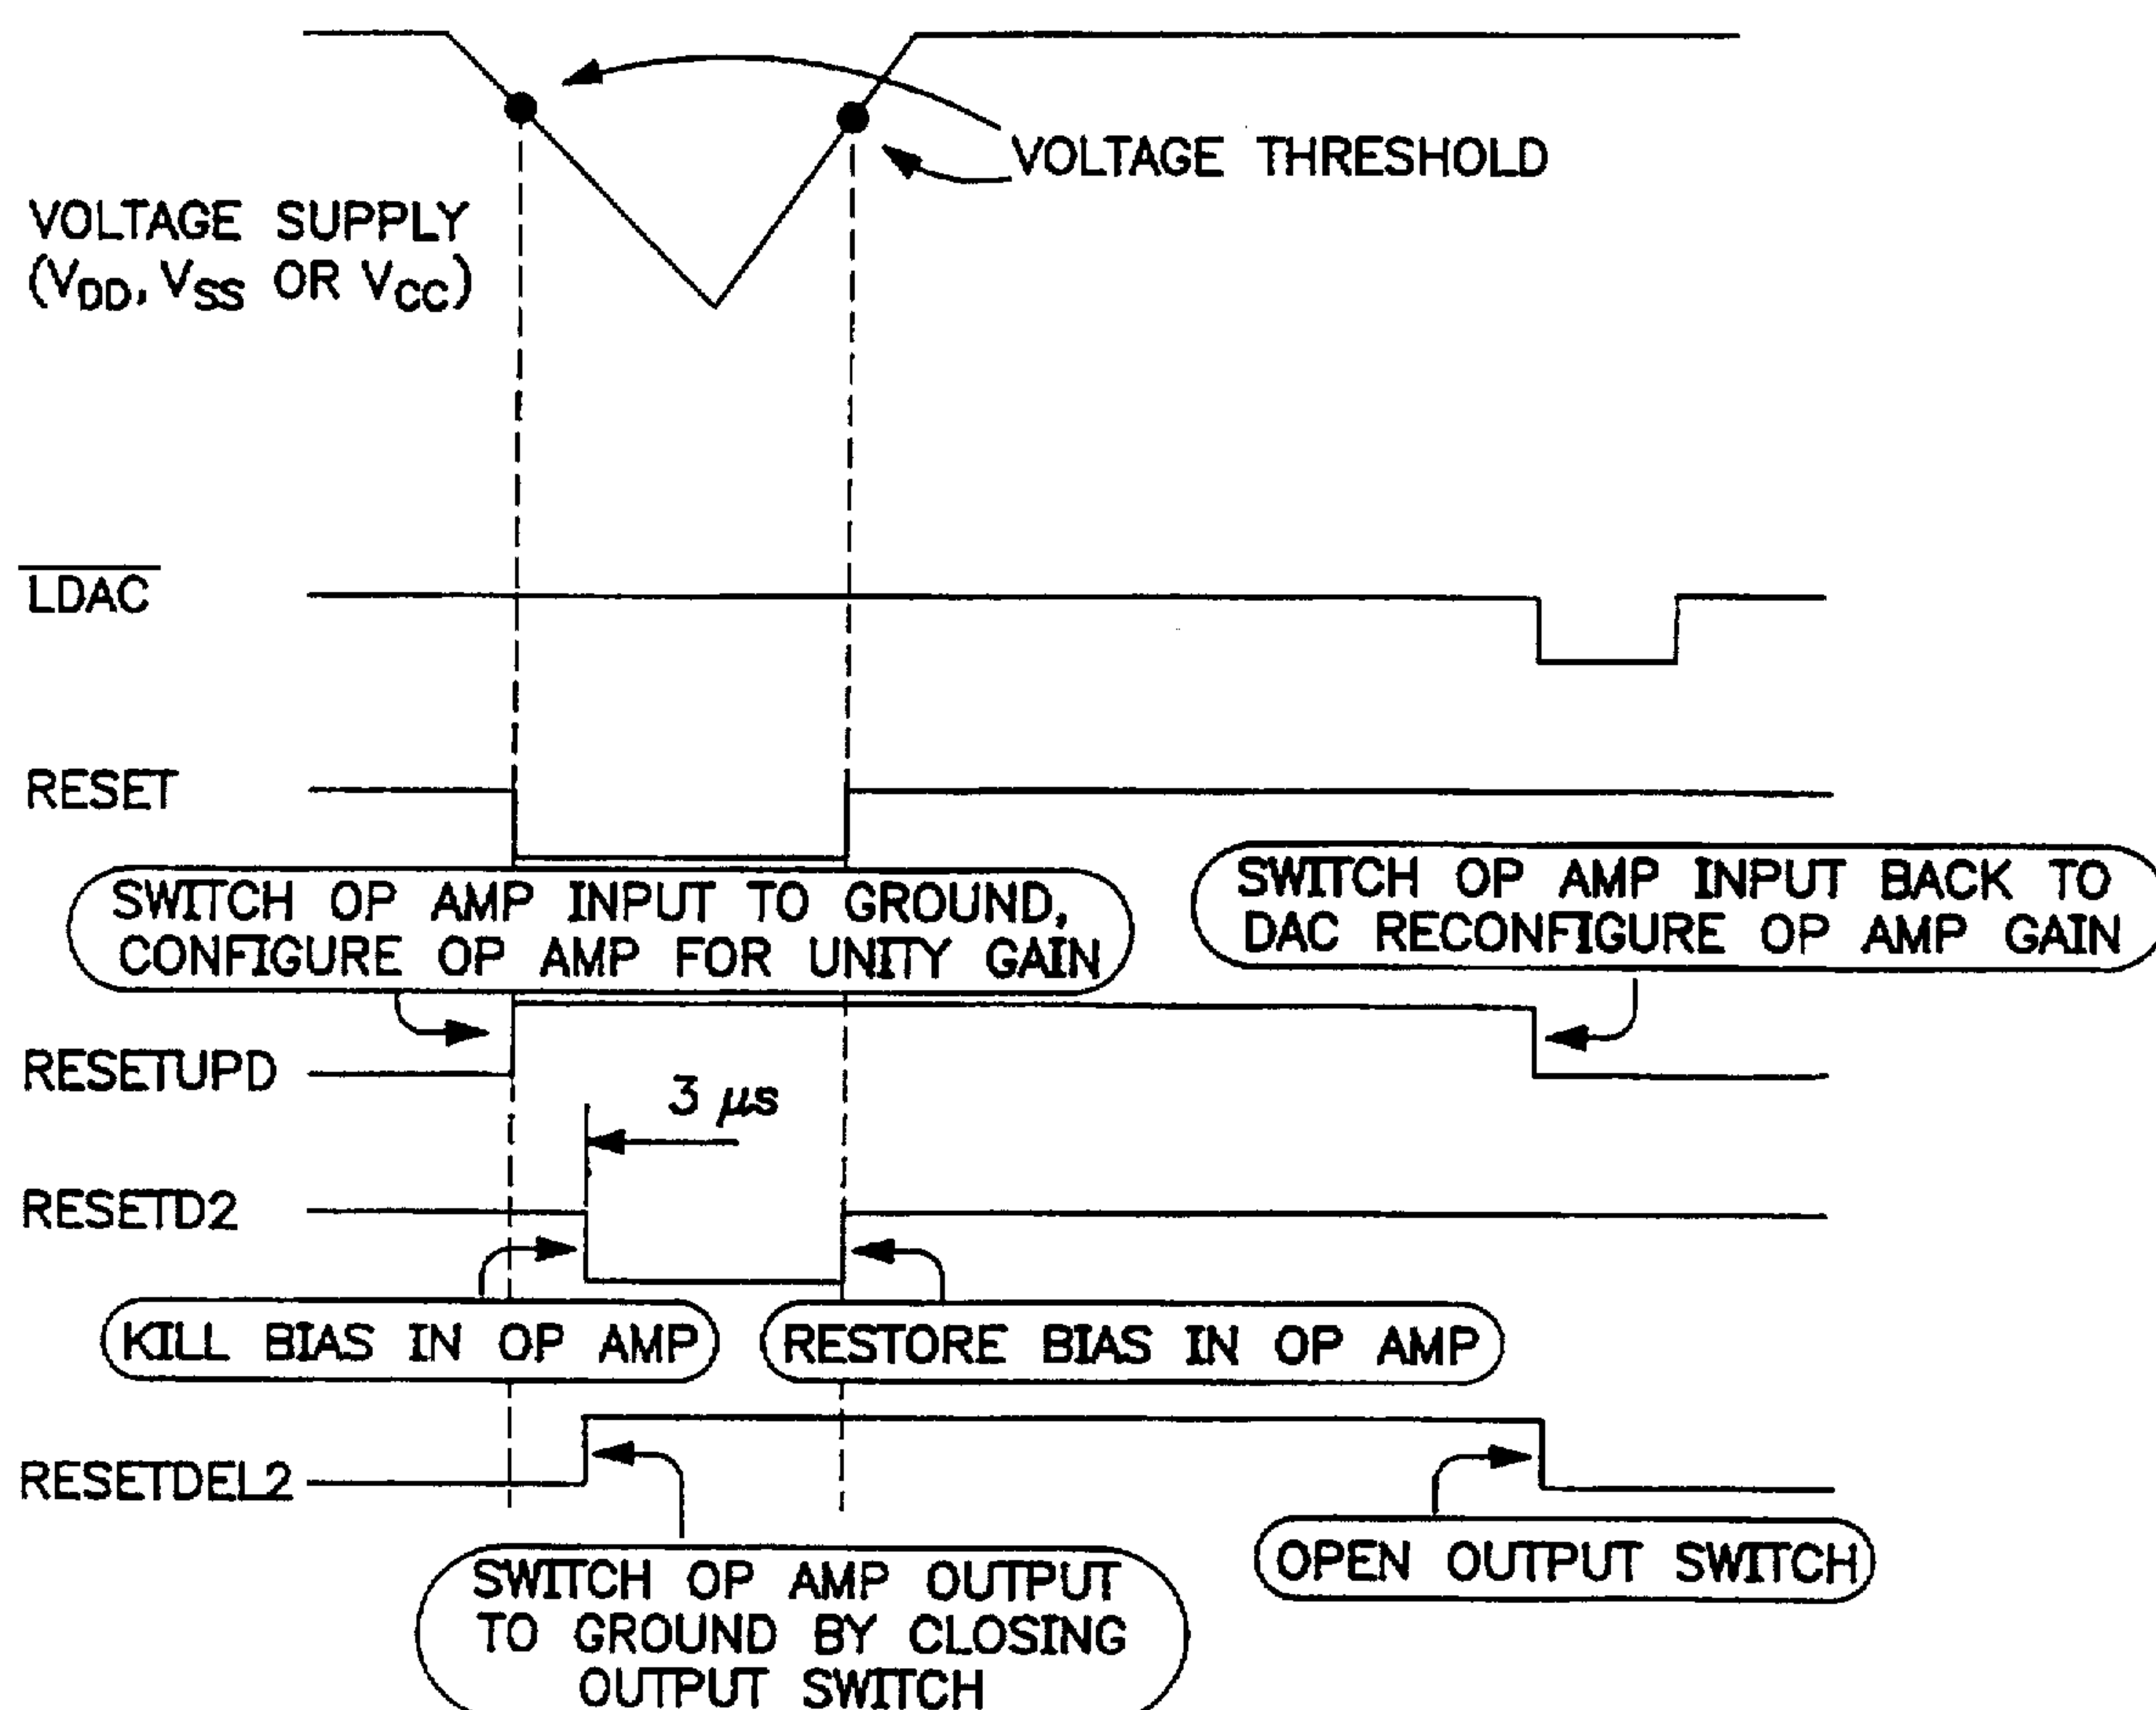 VOLTAGE THRESHOLD
VOLTAGE SUPPLY
(VDD, VSS OR VCC)
LDAC
RESET
SWITCH OP AMP INPUT TO GROUND,
CONFIGURE OP AMP FOR UNITY GAIN
SWITCH OP AMP INPUT BACK TO
DAC RECONFIGURE OP AMP GAIN
RESETUPD
3 µs
RESETD2
KILL BIAS IN OP AMP
RESTORE BIAS IN OP AMP
RESETDEL2
OPEN OUTPUT SWITCH
SWITCH OP AMP OUTPUT
TO GROUND BY CLOSING
OUTPUT SWITCH